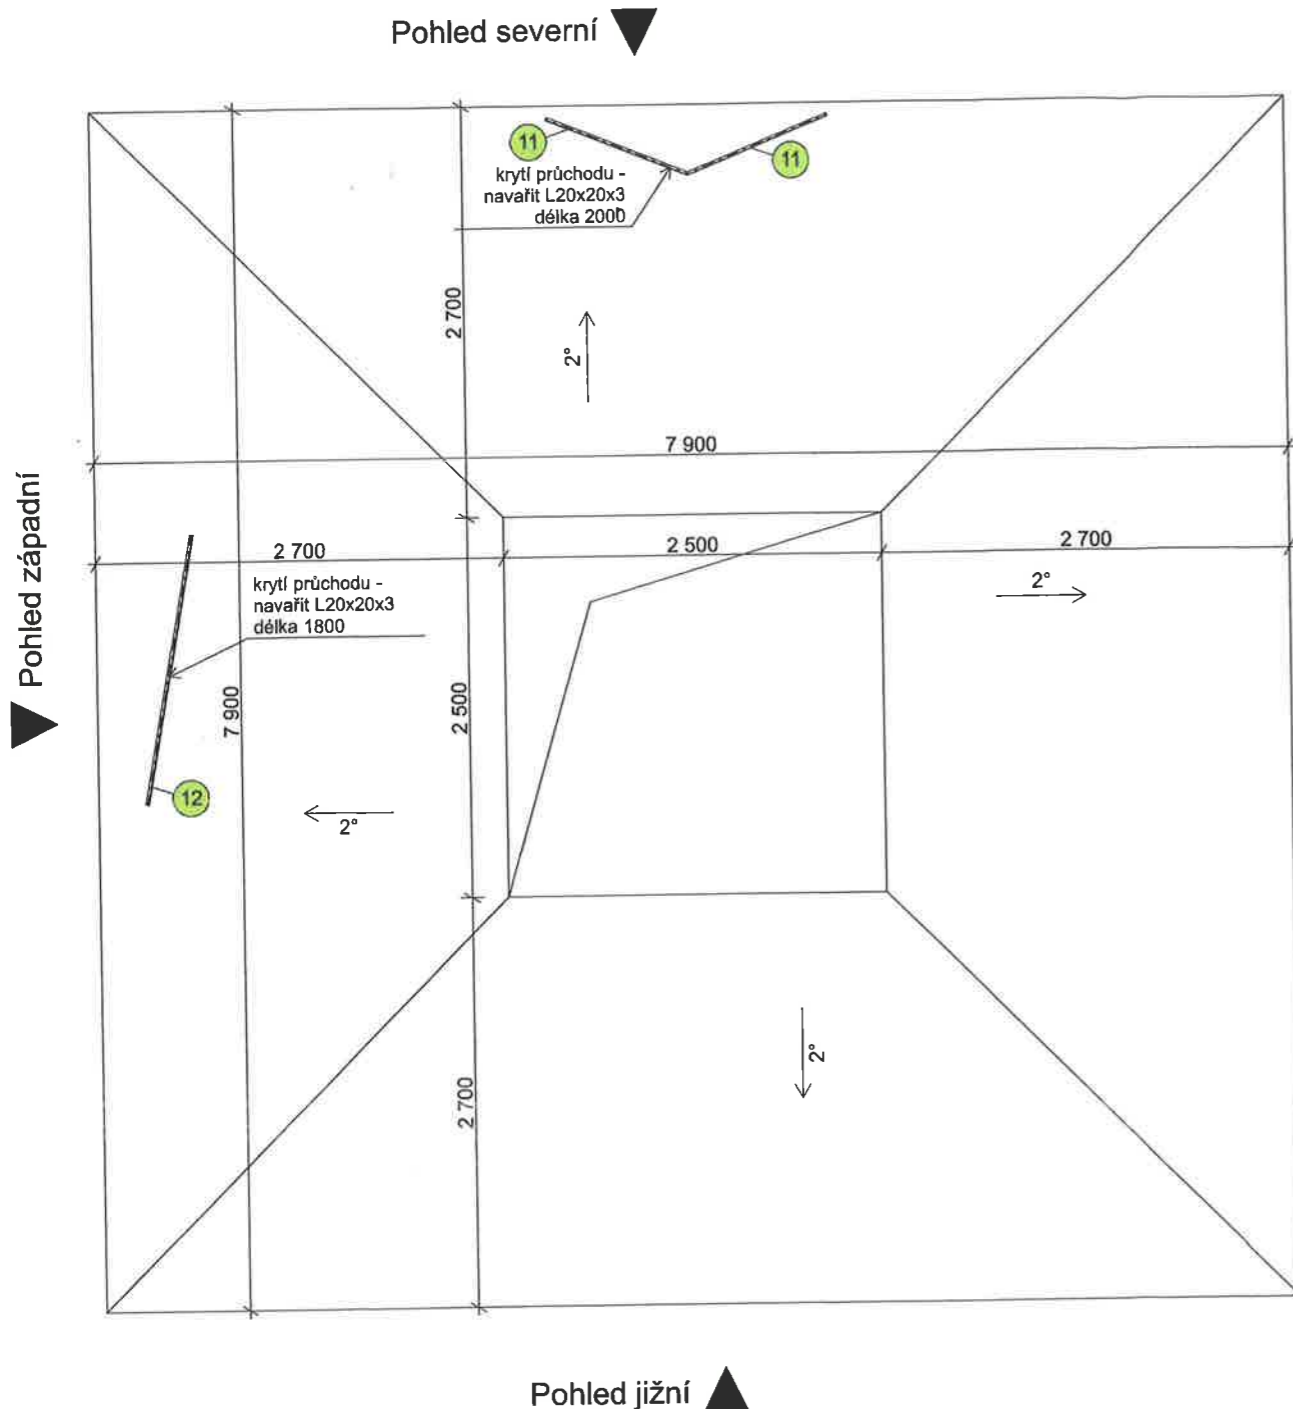 Pohled severní
11
11
krytí průchodu -
navařit L20x20x3
délka 2000
2 700
2°
7 900
Pohled západní
2 700
2 500
2 700
krytí průchodu -
navařit L20x20x3
délka 1800
2°
7 900
2 500
12
2°
2°
2 700
Pohled jižní